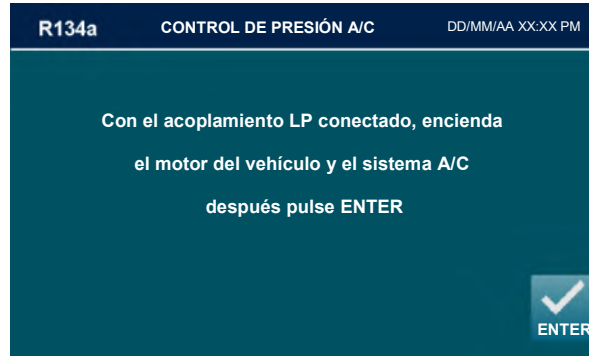 R134a CONTROL DE PRESIÓN A/C DD/MM/AA XX:XX PM
Con el acoplamiento LP conectado, encienda
el motor del vehículo y el sistema A/C
después pulse ENTER
ENTER